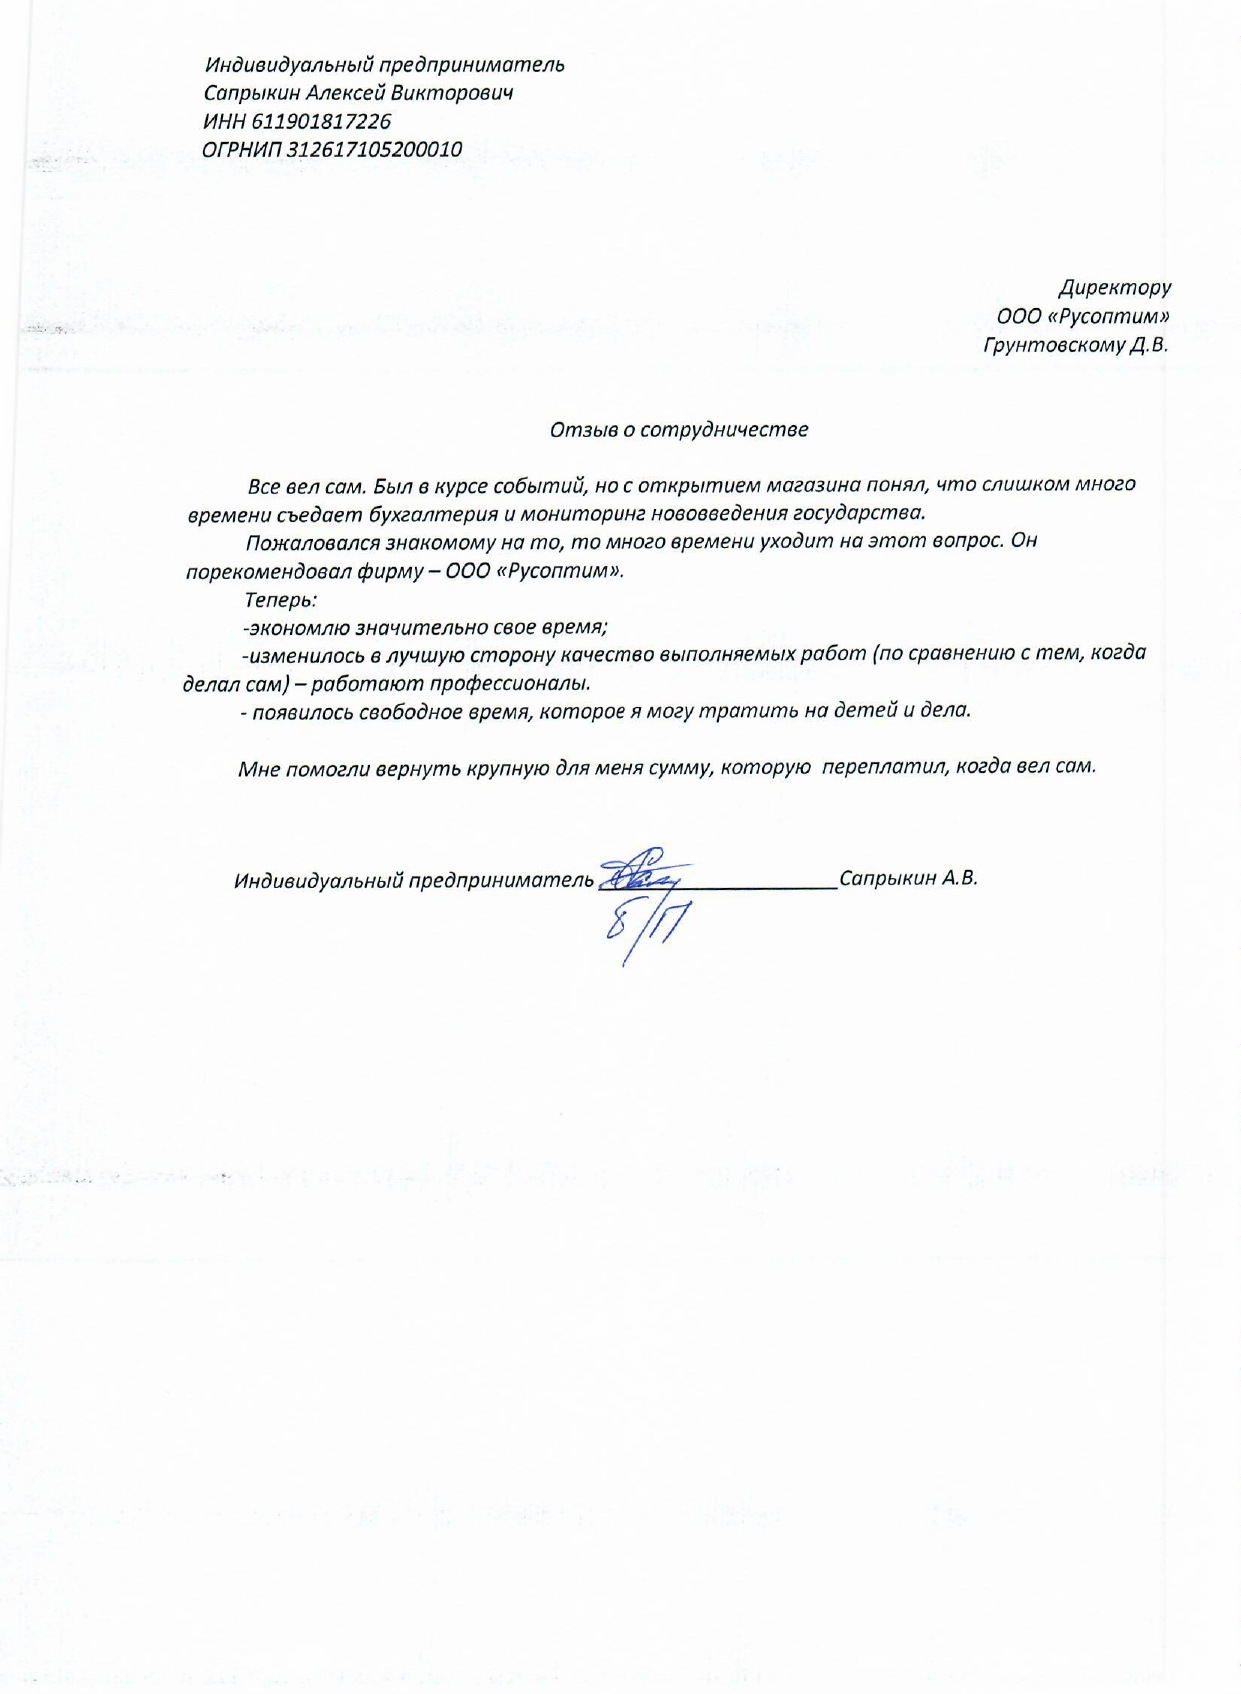 Индивидуальный предприниматель
Сапрыкин Алексей Викторович
ИНН 611901817226
ОГРНИП 312617105200010
Директору
ООО «Русоптим»
Грунтовскому Д.В.
Отзыв о сотрудничестве
Все вел сам. Был в курсе событий, но с открытием магазина понял, что слишком много
времени съедает бухгалтерия и мониторинг нововведения государства.
Пожаловался знакомому на то, то много времени уходит на этот вопрос. Он
порекомендовал фирму – ООО «Русоптим».
Теперь:
-экономлю значительно свое время;
-изменилось в лучшую сторону качество выполняемых работ (по сравнению с тем, когда
делал сам) – работают профессионалы.
- появилось свободное время, которое я могу тратить на детей и дела.
Мне помогли вернуть крупную для меня сумму, которую  переплатил, когда вел сам.
Индивидуальный предприниматель ____________________Сапрыкин А.В.
Б/П